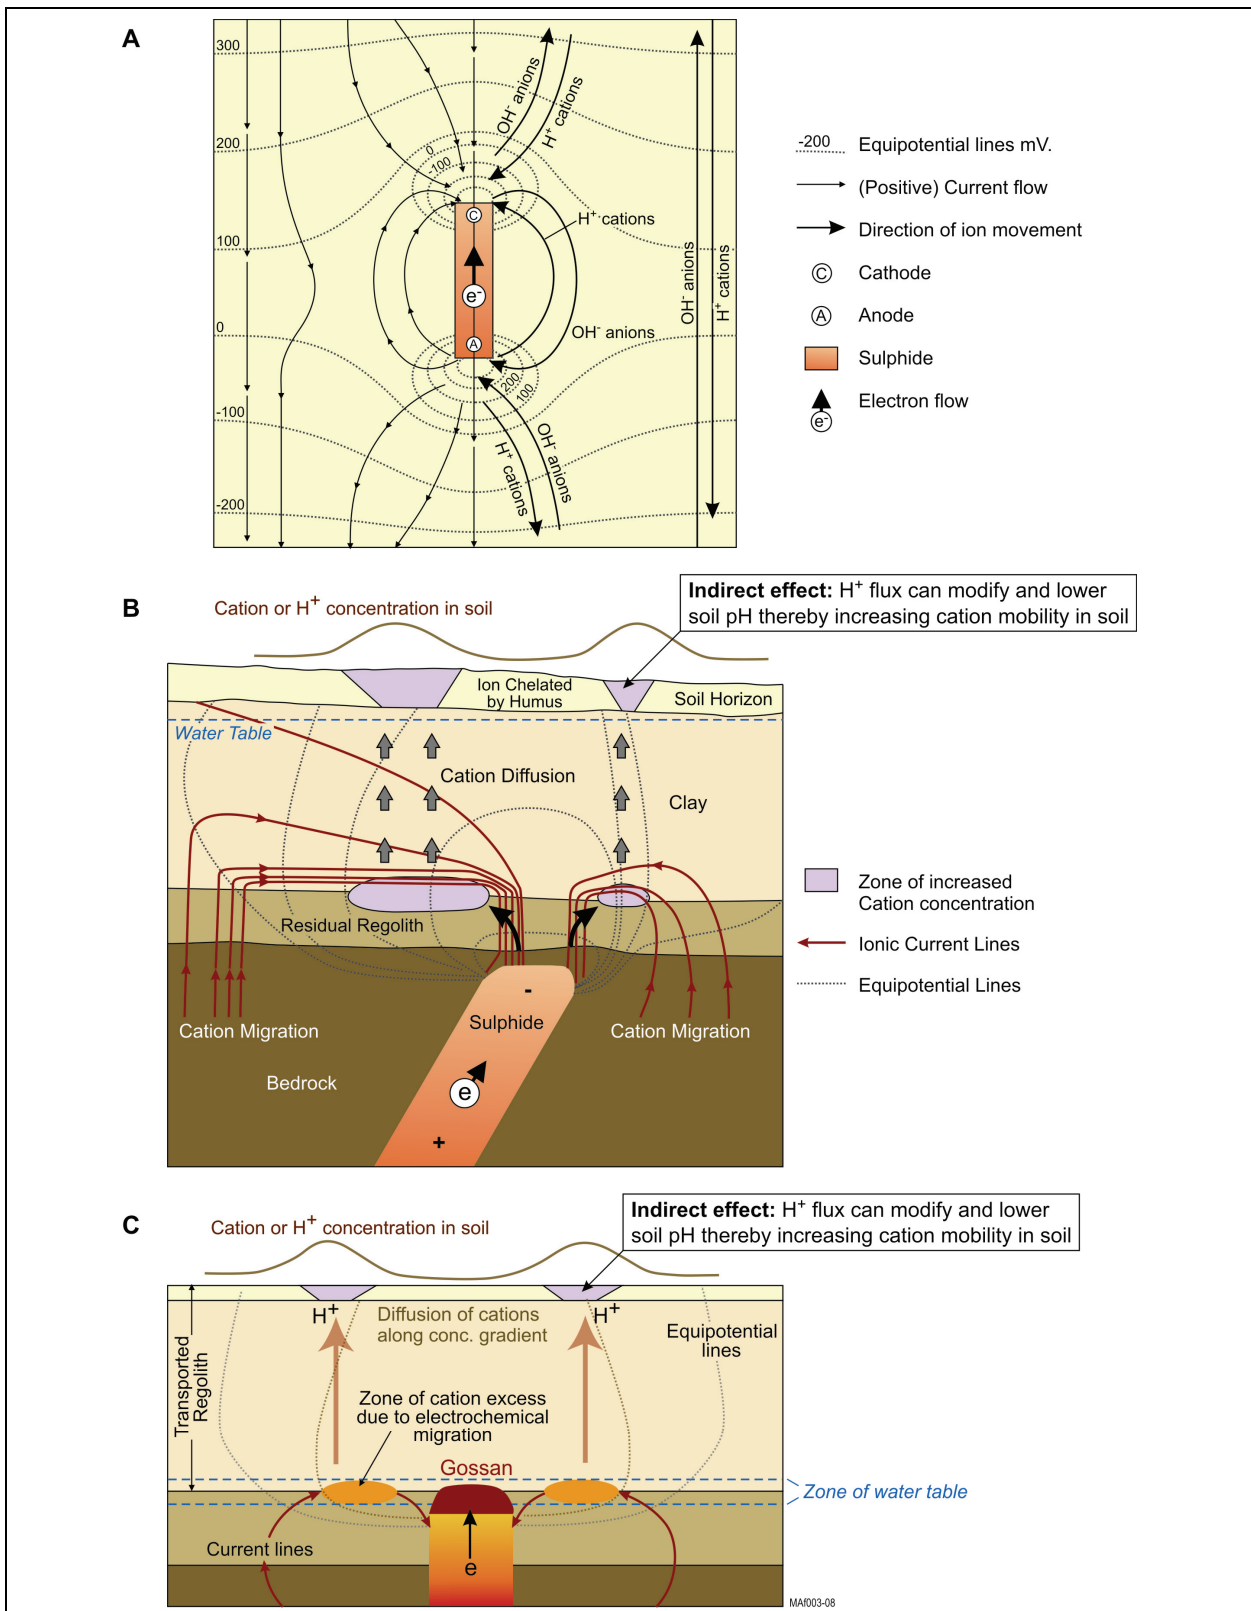 A
300
200
100
0
-100
-200
0
-100
OH- anions
H+ cations
C
H+ cations
e-
OH- anions
A
200
100
H+ cations
OH- anions
OH- anions
H+ cations
-200
Equipotential lines mV.
(Positive) Current flow
Direction of ion movement
C
Cathode
A
Anode
Sulphide
e-
Electron flow
B
Cation or H+ concentration in soil
Indirect effect: H+ flux can modify and lower
soil pH thereby increasing cation mobility in soil
Ion Chelated
by Humus
Soil Horizon
Water Table
Cation Diffusion
Clay
Residual Regolith
-
Sulphide
Cation Migration
Cation Migration
Bedrock
e
+
Zone of increased
Cation concentration
Ionic Current Lines
Equipotential Lines
C
Cation or H+ concentration in soil
Indirect effect: H+ flux can modify and lower
soil pH thereby increasing cation mobility in soil
H+
Diffusion of cations
along conc. gradient
H+
Equipotential
lines
Transported
Regolith
Zone of cation excess
due to electrochemical
migration
Gossan
Zone of water table
Current lines
e
MAf003-08